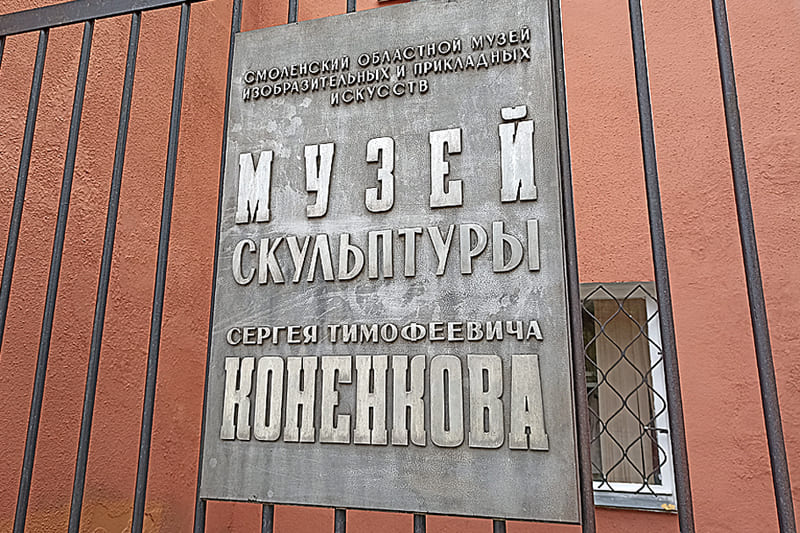 СМОЛЕНСКИЙ ОБЛАСТНОЙ МУЗЕЙ
ИЗОБРАЗИТЕЛЬНЫХ И ПРИКЛАДНЫХ
ИСКУССТВ
МУЗЕЙ
СКУЛЬПТУРЫ
СЕРГЕЯ ТИМОФЕЕВИЧА
КОНЕНКОВА